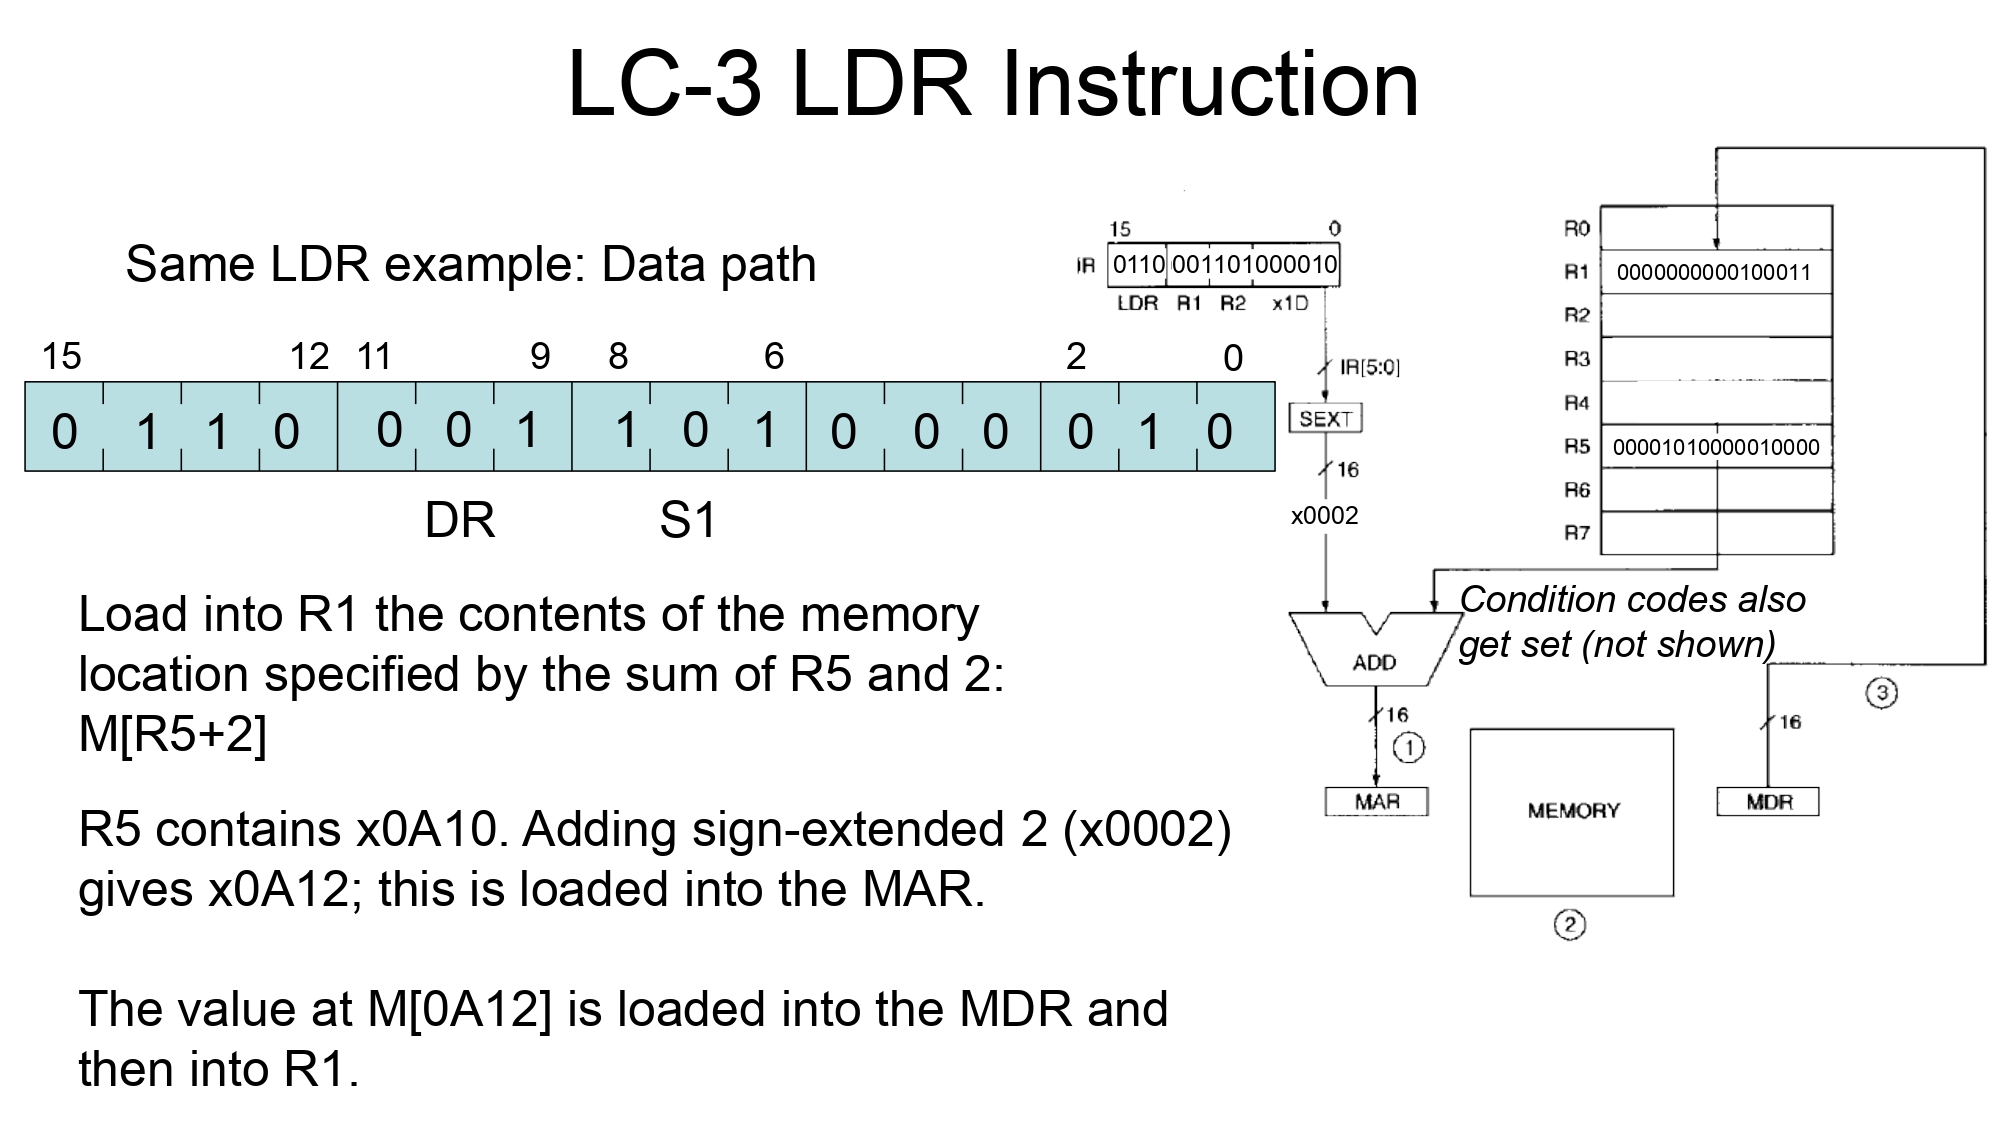 LC-3 LDR Instruction
Same LDR example: Data path
15 12 11 9 8 6 2 0
0 1 1 0 0 0 1 1 0 1 0 0 0 0 1 0
DR S1
Load into R1 the contents of the memory
location specified by the sum of R5 and 2:
M[R5+2]
R5 contains x0A10. Adding sign-extended 2 (x0002)
gives x0A12; this is loaded into the MAR.
The value at M[0A12] is loaded into the MDR and
then into R1.
15 0
IR 0110 001101000010
LDR R1 R2 x1D
IR[5:0]
SEXT
16
x0002
ADD
16
1
MAR
MEMORY
2
MDR
16
3
R0
R1 0000000000100011
R2
R3
R4
R5 00001010000010000
R6
R7
Condition codes also
get set (not shown)